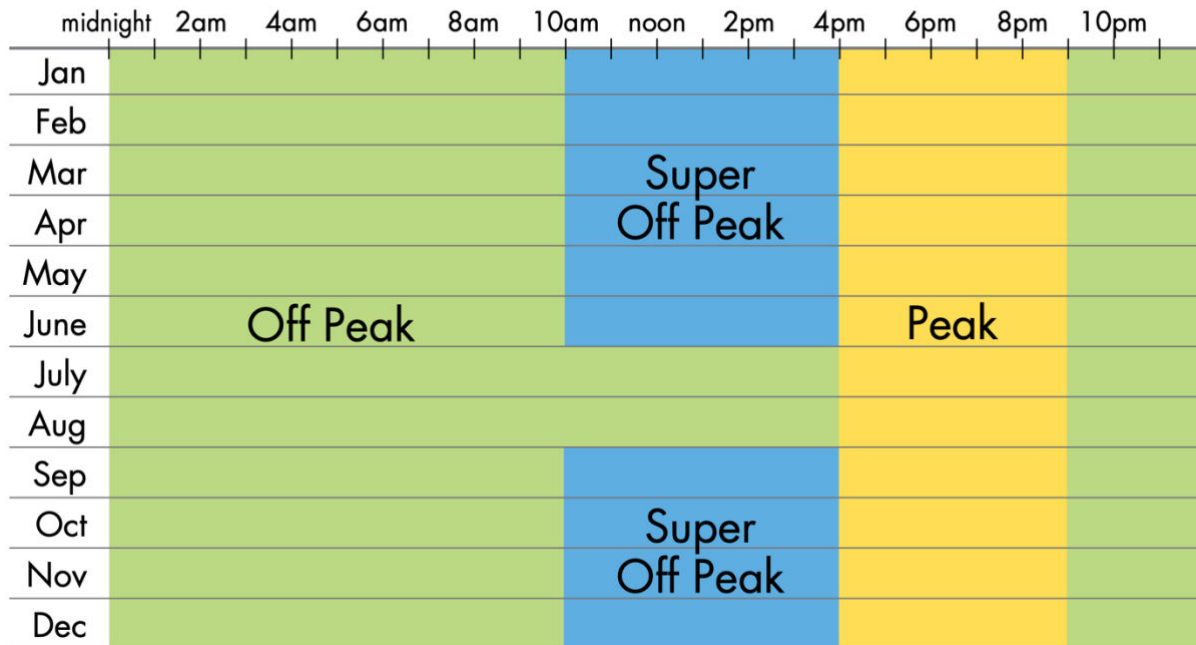 midnight 2am 4am 6am 8am 10am noon 2pm 4pm 6pm 8pm 10pm
Jan
Feb
Mar Super
Apr Off Peak
May
June Off Peak Peak
July
Aug
Sep
Oct Super
Nov Off Peak
Dec